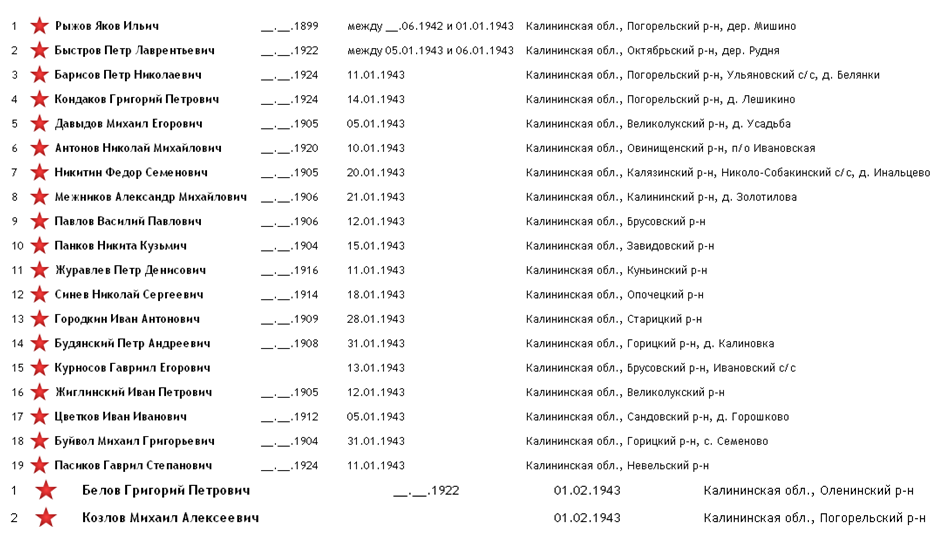 1 Рыжов Яков Ильич __.__.1899 между __.06.1942 и 01.01.1943 Калининская обл., Погорельский р-н, дер. Мишино
2 Быстров Петр Лаврентьевич __.__.1922 между 05.01.1943 и 06.01.1943 Калининская обл., Октябрьский р-н, дер. Рудня
3 Барисов Петр Николаевич __.__.1924 11.01.1943 Калининская обл., Погорельский р-н, Ульяновский с/с, д. Белянки
4 Кондаков Григорий Петрович __.__.1924 14.01.1943 Калининская обл., Погорельский р-н, д. Лешикино
5 Давыдов Михаил Егорович __.__.1905 05.01.1943 Калининская обл., Великолукский р-н, д. Усадьба
6 Антонов Николай Михайлович __.__.1920 10.01.1943 Калининская обл., Овинищенский р-н, п/о Ивановская
7 Никитин Федор Семенович __.__.1905 20.01.1943 Калининская обл., Калязинский р-н, Николо-Собакинский с/с, д. Инальцево
8 Межников Александр Михайлович __.__.1906 21.01.1943 Калининская обл., Калининский р-н, д. Золотилова
9 Павлов Василий Павлович __.__.1906 12.01.1943 Калининская обл., Брусовский р-н
10 Панков Никита Кузьмич __.__.1904 15.01.1943 Калининская обл., Завидовский р-н
11 Журавлев Петр Денисович __.__.1916 11.01.1943 Калининская обл., Куньинский р-н
12 Синев Николай Сергеевич __.__.1914 18.01.1943 Калининская обл., Опочецкий р-н
13 Городкин Иван Антонович __.__.1909 28.01.1943 Калининская обл., Старицкий р-н
14 Будянский Петр Андреевич __.__.1908 31.01.1943 Калининская обл., Горицкий р-н, д. Калиновка
15 Курносов Гавриил Егорович 13.01.1943 Калининская обл., Брусовский р-н, Ивановский с/с
16 Жиглинский Иван Петрович __.__.1905 12.01.1943 Калининская обл., Великолукский р-н
17 Цветков Иван Иванович __.__.1912 05.01.1943 Калининская обл., Сандовский р-н, д. Горошково
18 Буйвол Михаил Григорьевич __.__.1904 31.01.1943 Калининская обл., Горицкий р-н, с. Семеново
19 Пасиков Гаврил Степанович __.__.1924 11.01.1943 Калининская обл., Невельский р-н
1 Белов Григорий Петрович __.__.1922 01.02.1943 Калининская обл., Оленинский р-н
2 Козлов Михаил Алексеевич 01.02.1943 Калининская обл., Погорельский р-н